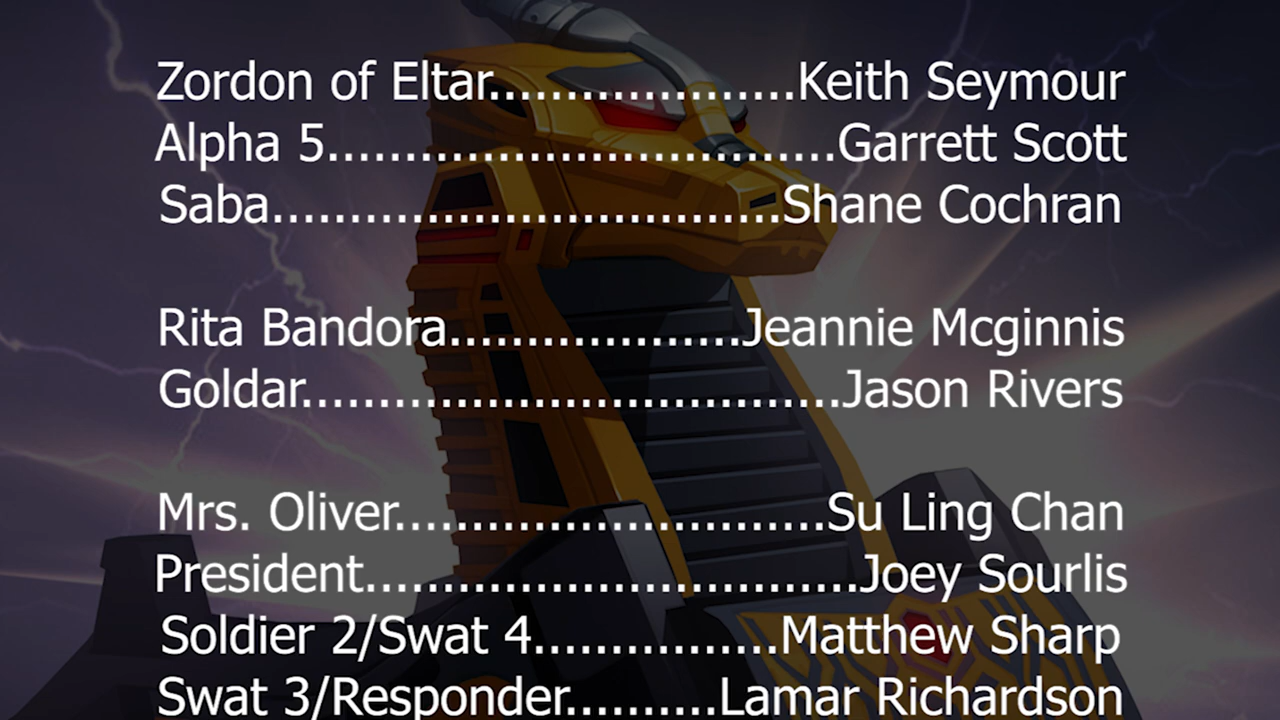 Zordon of Eltar....................Keith Seymour
Alpha 5.................................Garrett Scott
Saba.................................Shane Cochran
Rita Bandora...................Jeannie Mcginnis
Goldar...................................Jason Rivers
Mrs. Oliver............................Su Ling Chan
President................................Joey Sourlis
Soldier 2/Swat 4................Matthew Sharp
Swat 3/Responder..........Lamar Richardson